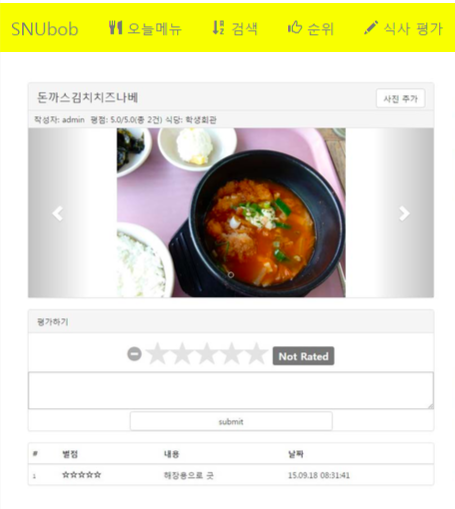 SNUbob 오늘메뉴 검색 순위 식사 평가
돈까스김치치즈나베 사진 추가
작성자: admin 평점: 5.0/5.0(총 2건) 식당: 학생회관
평가하기
Not Rated
submit
# 별점 내용 날짜
1 ☆☆☆☆☆ 해장용으로 굿 15.09.18 08:31:41